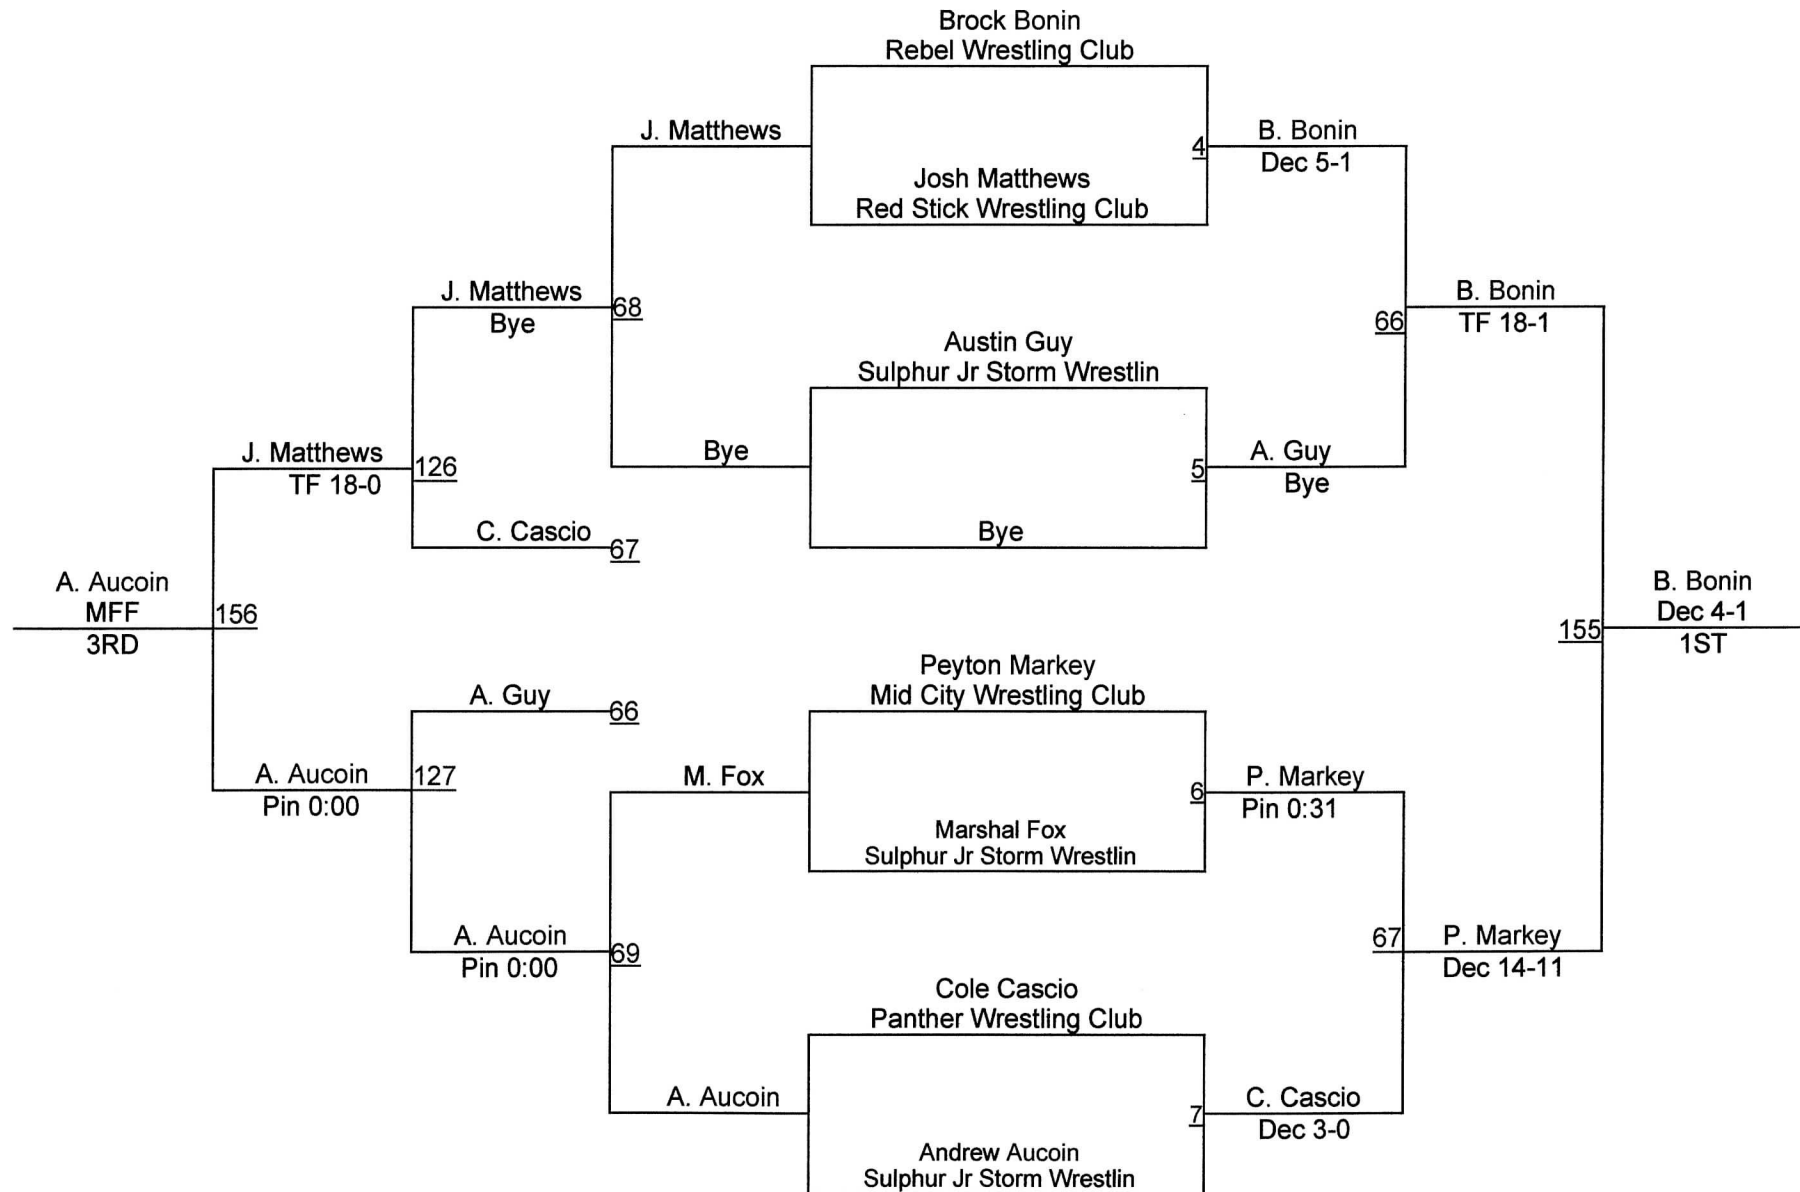 Brock Bonin
Rebel Wrestling Club
J. Matthews
4
B. Bonin
Dec 5-1
Josh Matthews
Red Stick Wrestling Club
J. Matthews
Bye
68
66
B. Bonin
TF 18-1
Austin Guy
Sulphur Jr Storm Wrestlin
J. Matthews
TF 18-0
126
Bye
5
A. Guy
Bye
C. Cascio
67
Bye
A. Aucoin
MFF
3RD
156
155
B. Bonin
Dec 4-1
1ST
Peyton Markey
Mid City Wrestling Club
A. Guy
66
A. Aucoin
Pin 0:00
127
M. Fox
6
P. Markey
Pin 0:31
Marshal Fox
Sulphur Jr Storm Wrestlin
A. Aucoin
Pin 0:00
69
67
P. Markey
Dec 14-11
Cole Cascio
Panther Wrestling Club
A. Aucoin
7
C. Cascio
Dec 3-0
Andrew Aucoin
Sulphur Jr Storm Wrestlin